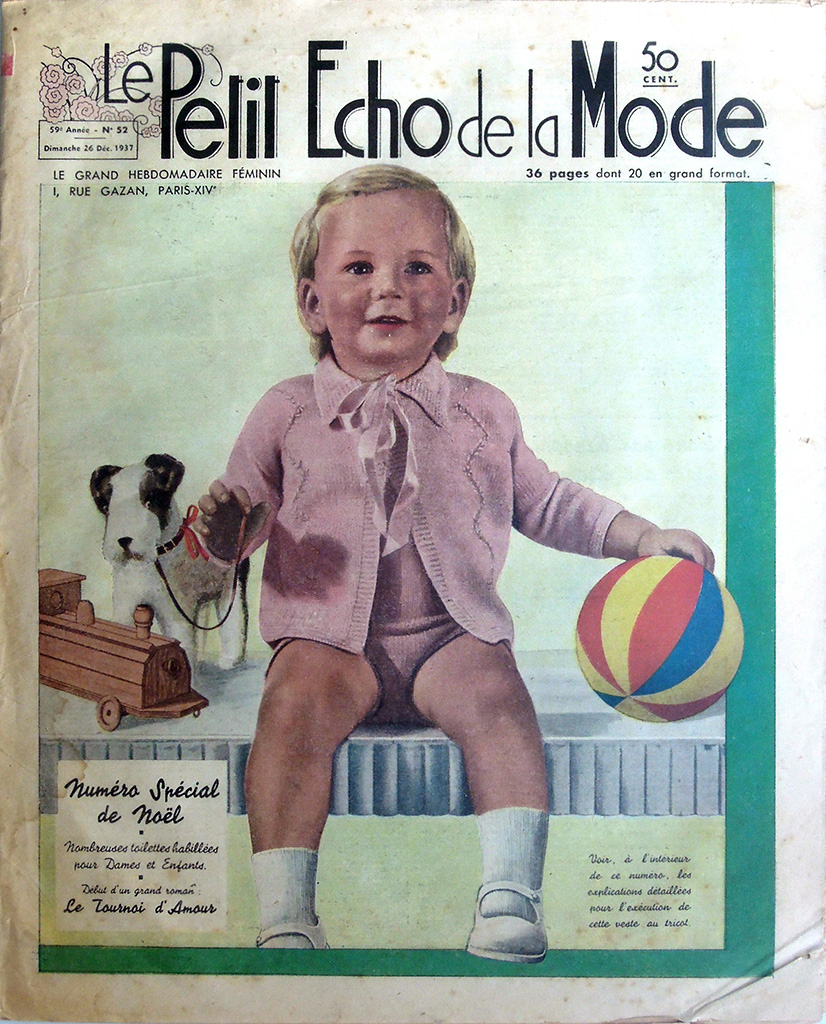 Le Petit Echo de la Mode
50
CENT.
59e Année - N° 52
Dimanche 26 Déc. 1937
LE GRAND HEBDOMADAIRE FÉMININ
1, RUE GAZAN, PARIS-XIVe
36 pages dont 20 en grand format.
Numéro Spécial
de Noël
Nombreuses toilettes habillées
pour Dames et Enfants.
Début d'un grand roman :
Le Tournoi d'Amour
Voir, à l'intérieur
de ce numéro, les
explications détaillées
pour l'exécution de
cette veste au tricot.